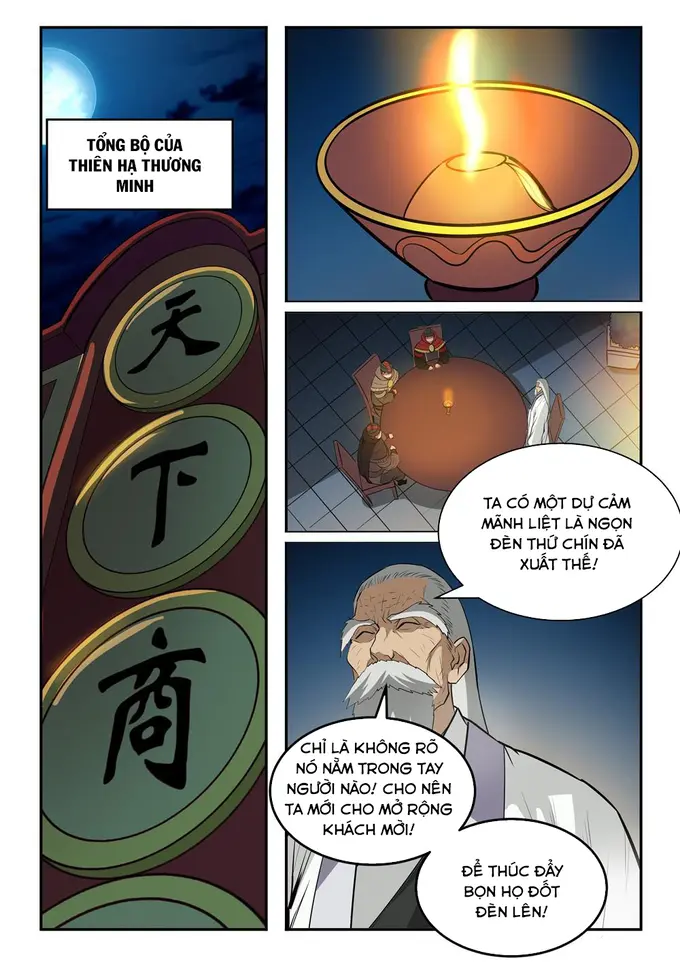 TỔNG BỘ CỦA
THIÊN HẠ THƯƠNG
MINH
天
下
商
TA CÓ MỘT DỰ CẢM
MÃNH LIỆT LÀ NGỌN
ĐÈN THỨ CHÍN ĐÃ
XUẤT THẾ!
CHỈ LÀ KHÔNG RÕ
NÓ NẰM TRONG TAY
NGƯỜI NÀO! CHO NÊN
TA MỚI CHO MỞ RỘNG
KHÁCH MỜI!
ĐỂ THÚC ĐẨY
BỌN HỌ ĐỐT
ĐÈN LÊN!